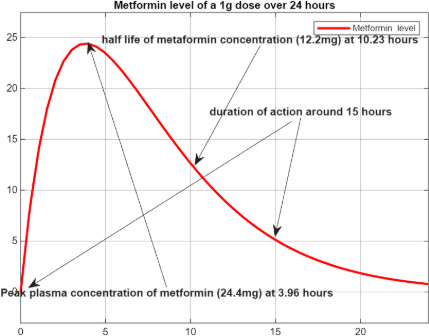 Metformin level of a 1g dose over 24 hours
Metformin level
25
half life of metaformin concentration (12.2mg) at 10.23 hours
20
duration of action around 15 hours
15
10
5
0
Peak plasma concentration of metformin (24.4mg) at 3.96 hours
0 5 10 15 20